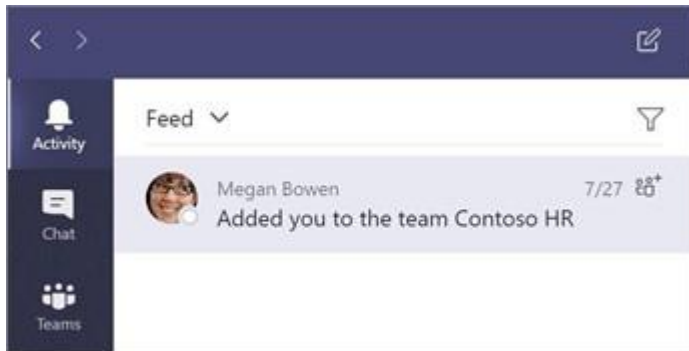 Activity
Feed
Megan Bowen 7/27
Added you to the team Contoso HR
Chat
Teams